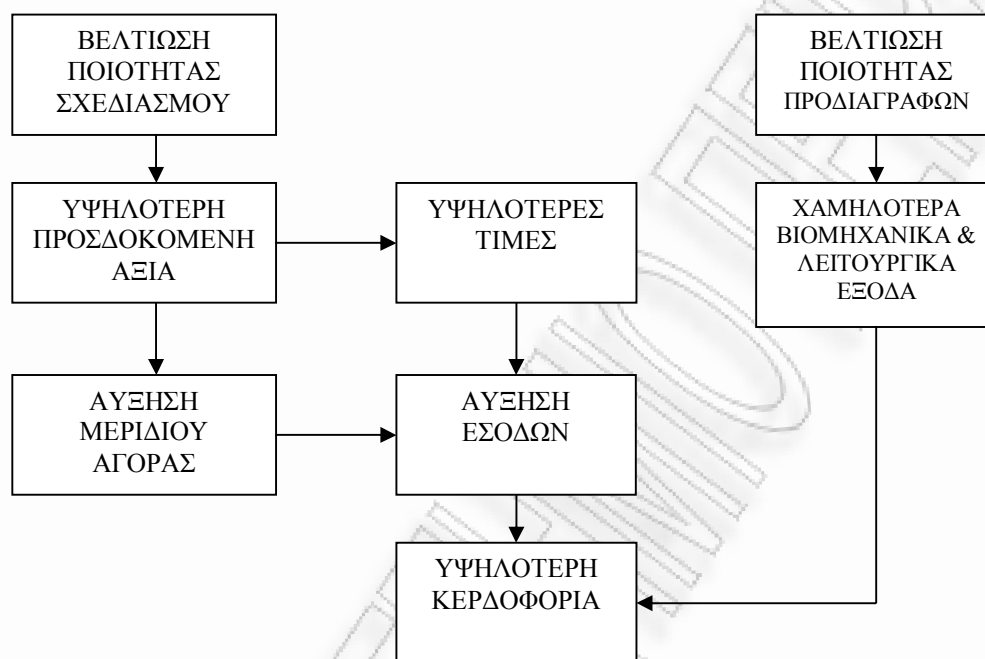 ΒΕΛΤΙΩΣΗ
ΠΟΙΟΤΗΤΑΣ
ΣΧΕΔΙΑΣΜΟΥ
ΒΕΛΤΙΩΣΗ
ΠΟΙΟΤΗΤΑΣ
ΠΡΟΔΙΑΓΡΑΦΩΝ
ΥΨΗΛΟΤΕΡΗ
ΠΡΟΣΔΟΚΟΜΕΝΗ
ΑΞΙΑ
ΥΨΗΛΟΤΕΡΕΣ
ΤΙΜΕΣ
ΧΑΜΗΛΟΤΕΡΑ
ΒΙΟΜΗΧΑΝΙΚΑ &
ΛΕΙΤΟΥΡΓΙΚΑ
ΕΞΟΔΑ
ΑΥΞΗΣΗ
ΜΕΡΙΔΙΟΥ
ΑΓΟΡΑΣ
ΑΥΞΗΣΗ
ΕΣΟΔΩΝ
ΥΨΗΛΟΤΕΡΗ
ΚΕΡΔΟΦΟΡΙΑ